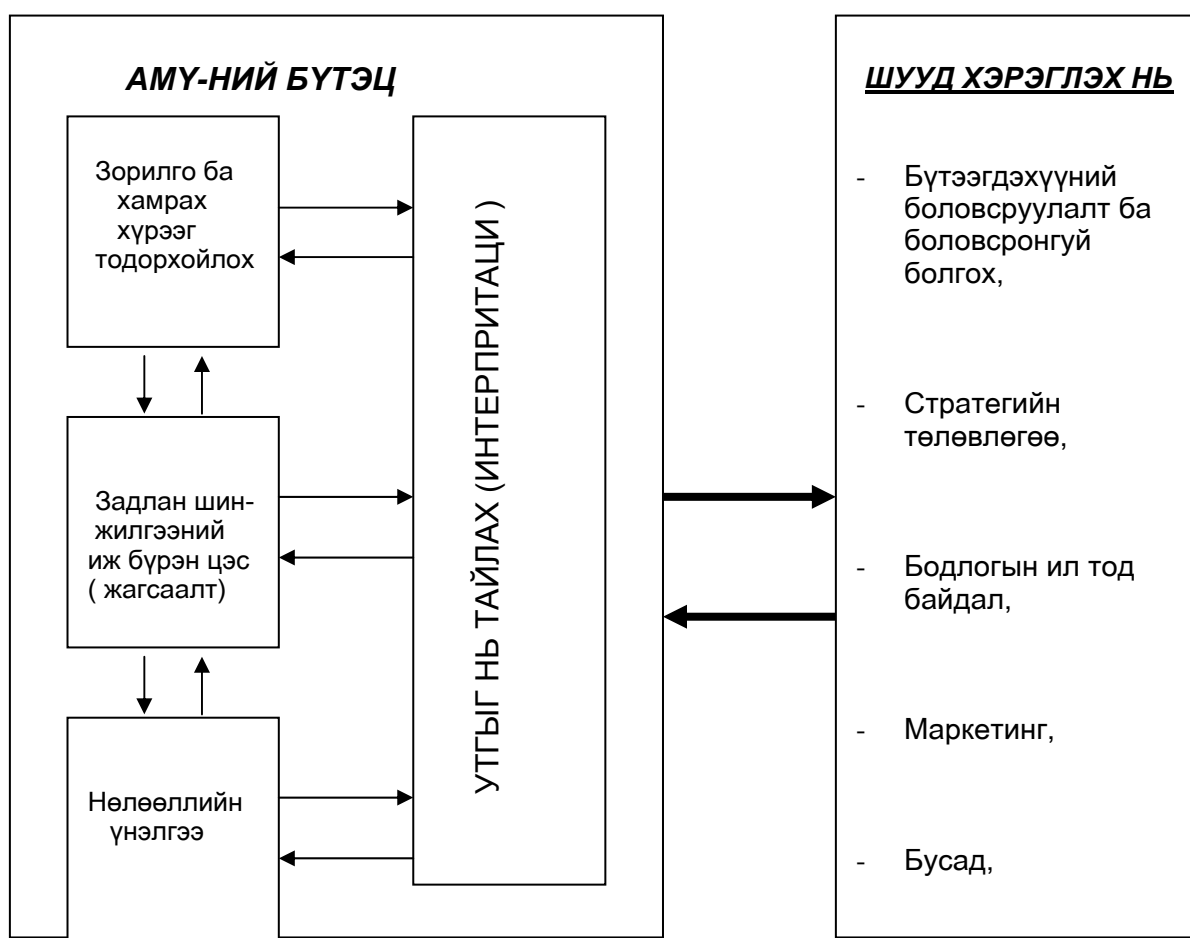 АМҮ-НИЙ БҮТЭЦ
Зорилго ба
хамрах
хүрээг
тодорхойлох
Задлан шин-
жилгээний
иж бүрэн цэс
( жагсаалт)
Нөлөөллийн
үнэлгээ
УТГЫГ НЬ ТАЙЛАХ (ИНТЕРПРИТАЦИ )
ШУУД ХЭРЭГЛЭХ НЬ
- Бүтээгдэхүүний
боловсруулалт ба
боловсронгуй
болгох,
- Стратегийн
төлөвлөгөө,
- Бодлогын ил тод
байдал,
- Маркетинг,
- Бусад,